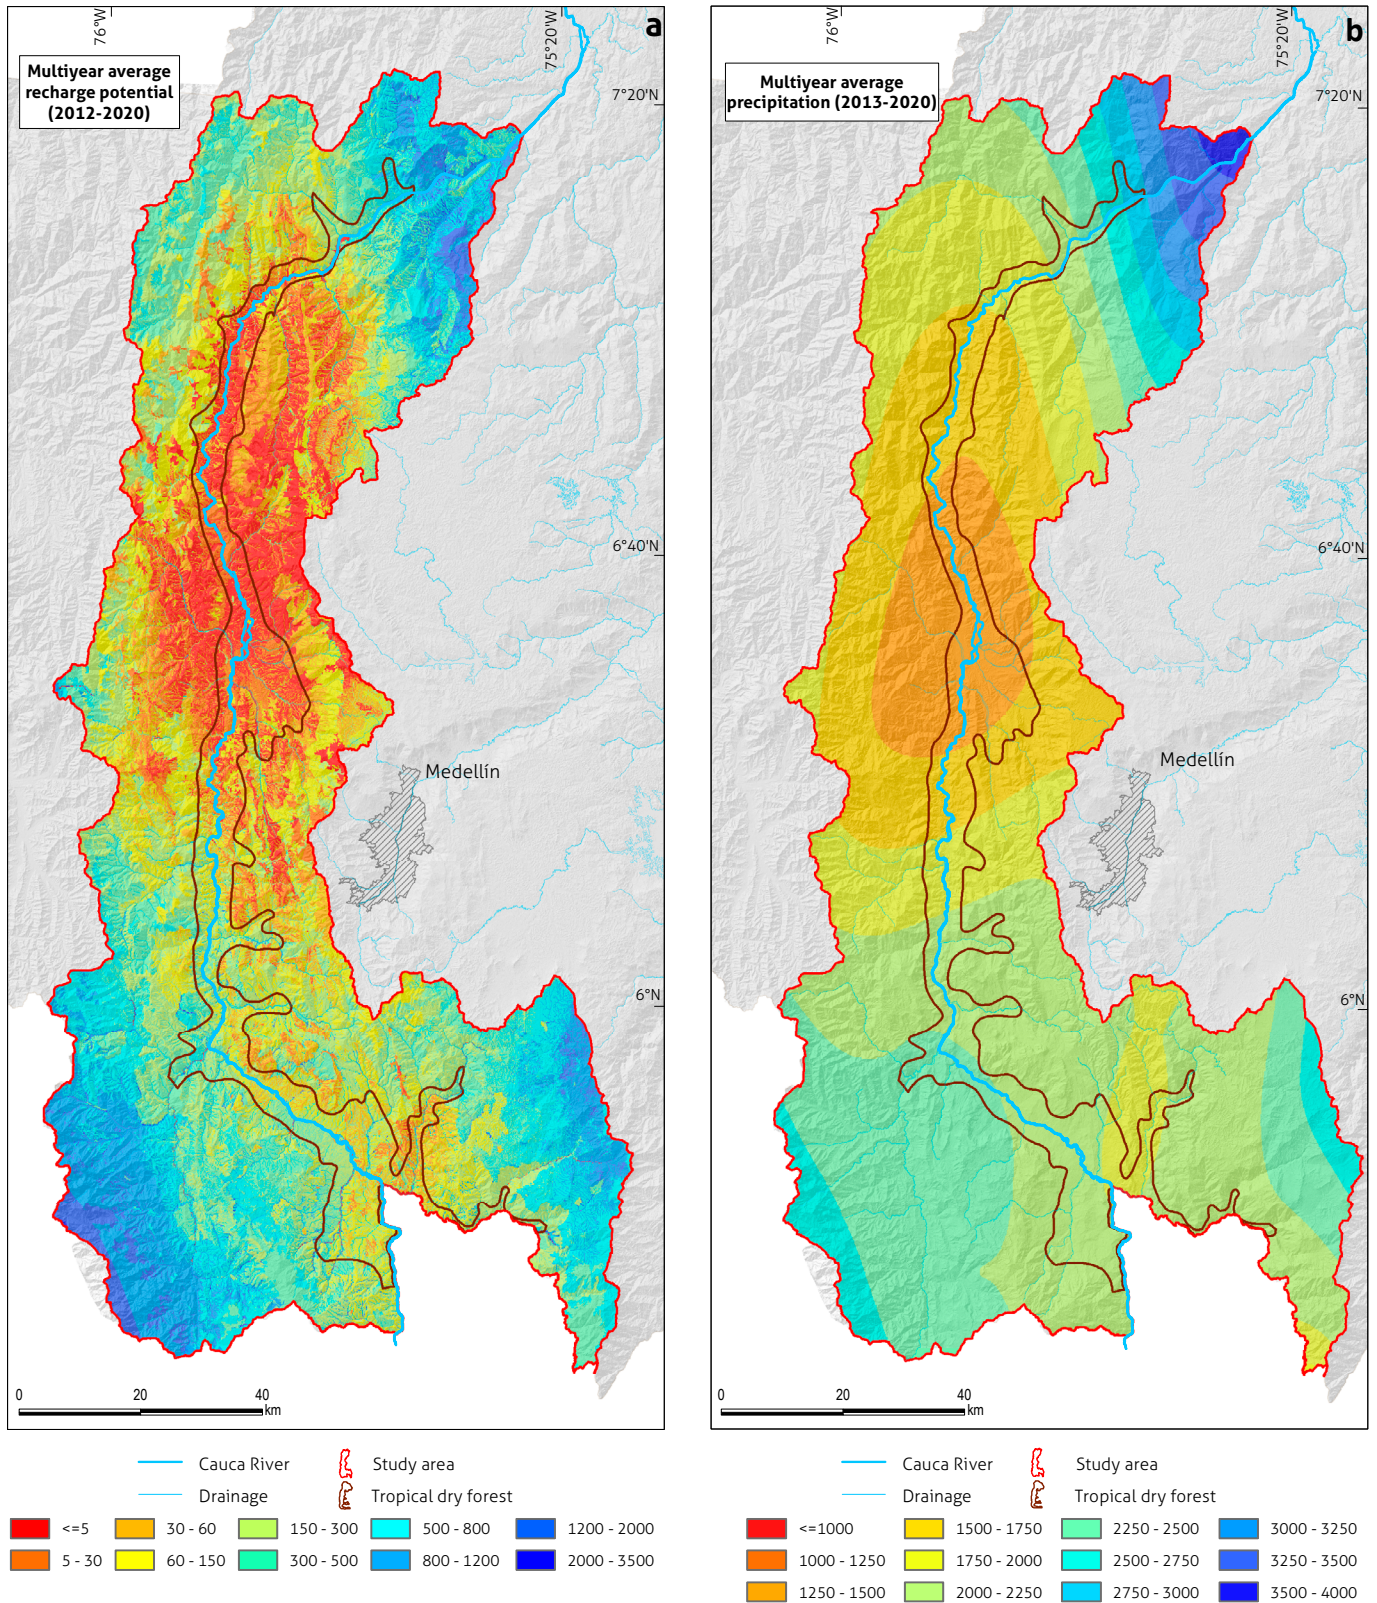 a
76°W
75°20'W
Multiyear average
recharge potential
(2012-2020)
7°20'N
6°40'N
Medellín
6°N
0 20 40
km
Cauca River
Study area
Drainage
Tropical dry forest
<=5 30 - 60 150 - 300 500 - 800 1200 - 2000
5 - 30 60 - 150 300 - 500 800 - 1200 2000 - 3500
b
76°W
75°20'W
Multiyear average
precipitation (2013-2020)
7°20'N
6°40'N
Medellín
6°N
0 20 40
km
Cauca River
Study area
Drainage
Tropical dry forest
<=1000 1500 - 1750 2250 - 2500 3000 - 3250
1000 - 1250 1750 - 2000 2500 - 2750 3250 - 3500
1250 - 1500 2000 - 2250 2750 - 3000 3500 - 4000